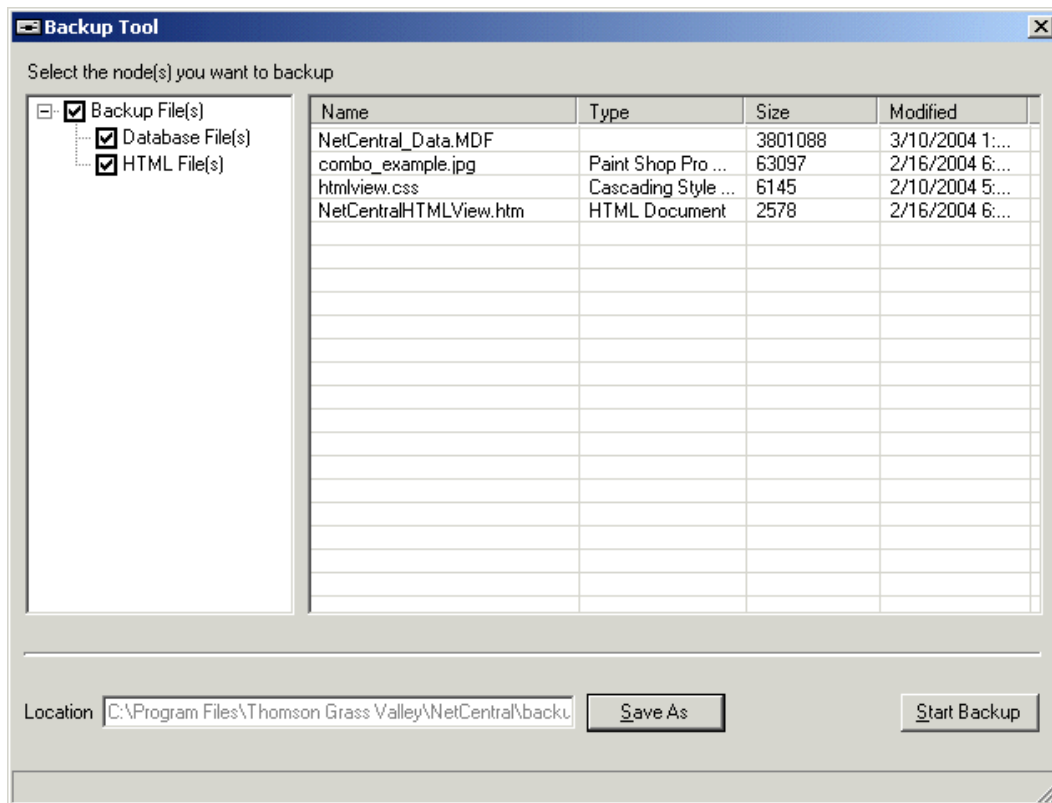 Backup Tool
Select the node(s) you want to backup
Backup File(s)
Database File(s)
HTML File(s)
Name Type Size Modified
NetCentral_Data.MDF 3801088 3/10/2004 1:...
combo_example.jpg Paint Shop Pro ... 63097 2/16/2004 6:...
htmlview.css Cascading Style ... 6145 2/10/2004 5:...
NetCentralHTMLView.htm HTML Document 2578 2/16/2004 6:...
Location C:\Program Files\Thomson Grass Valley\NetCentral\backu Save As Start Backup